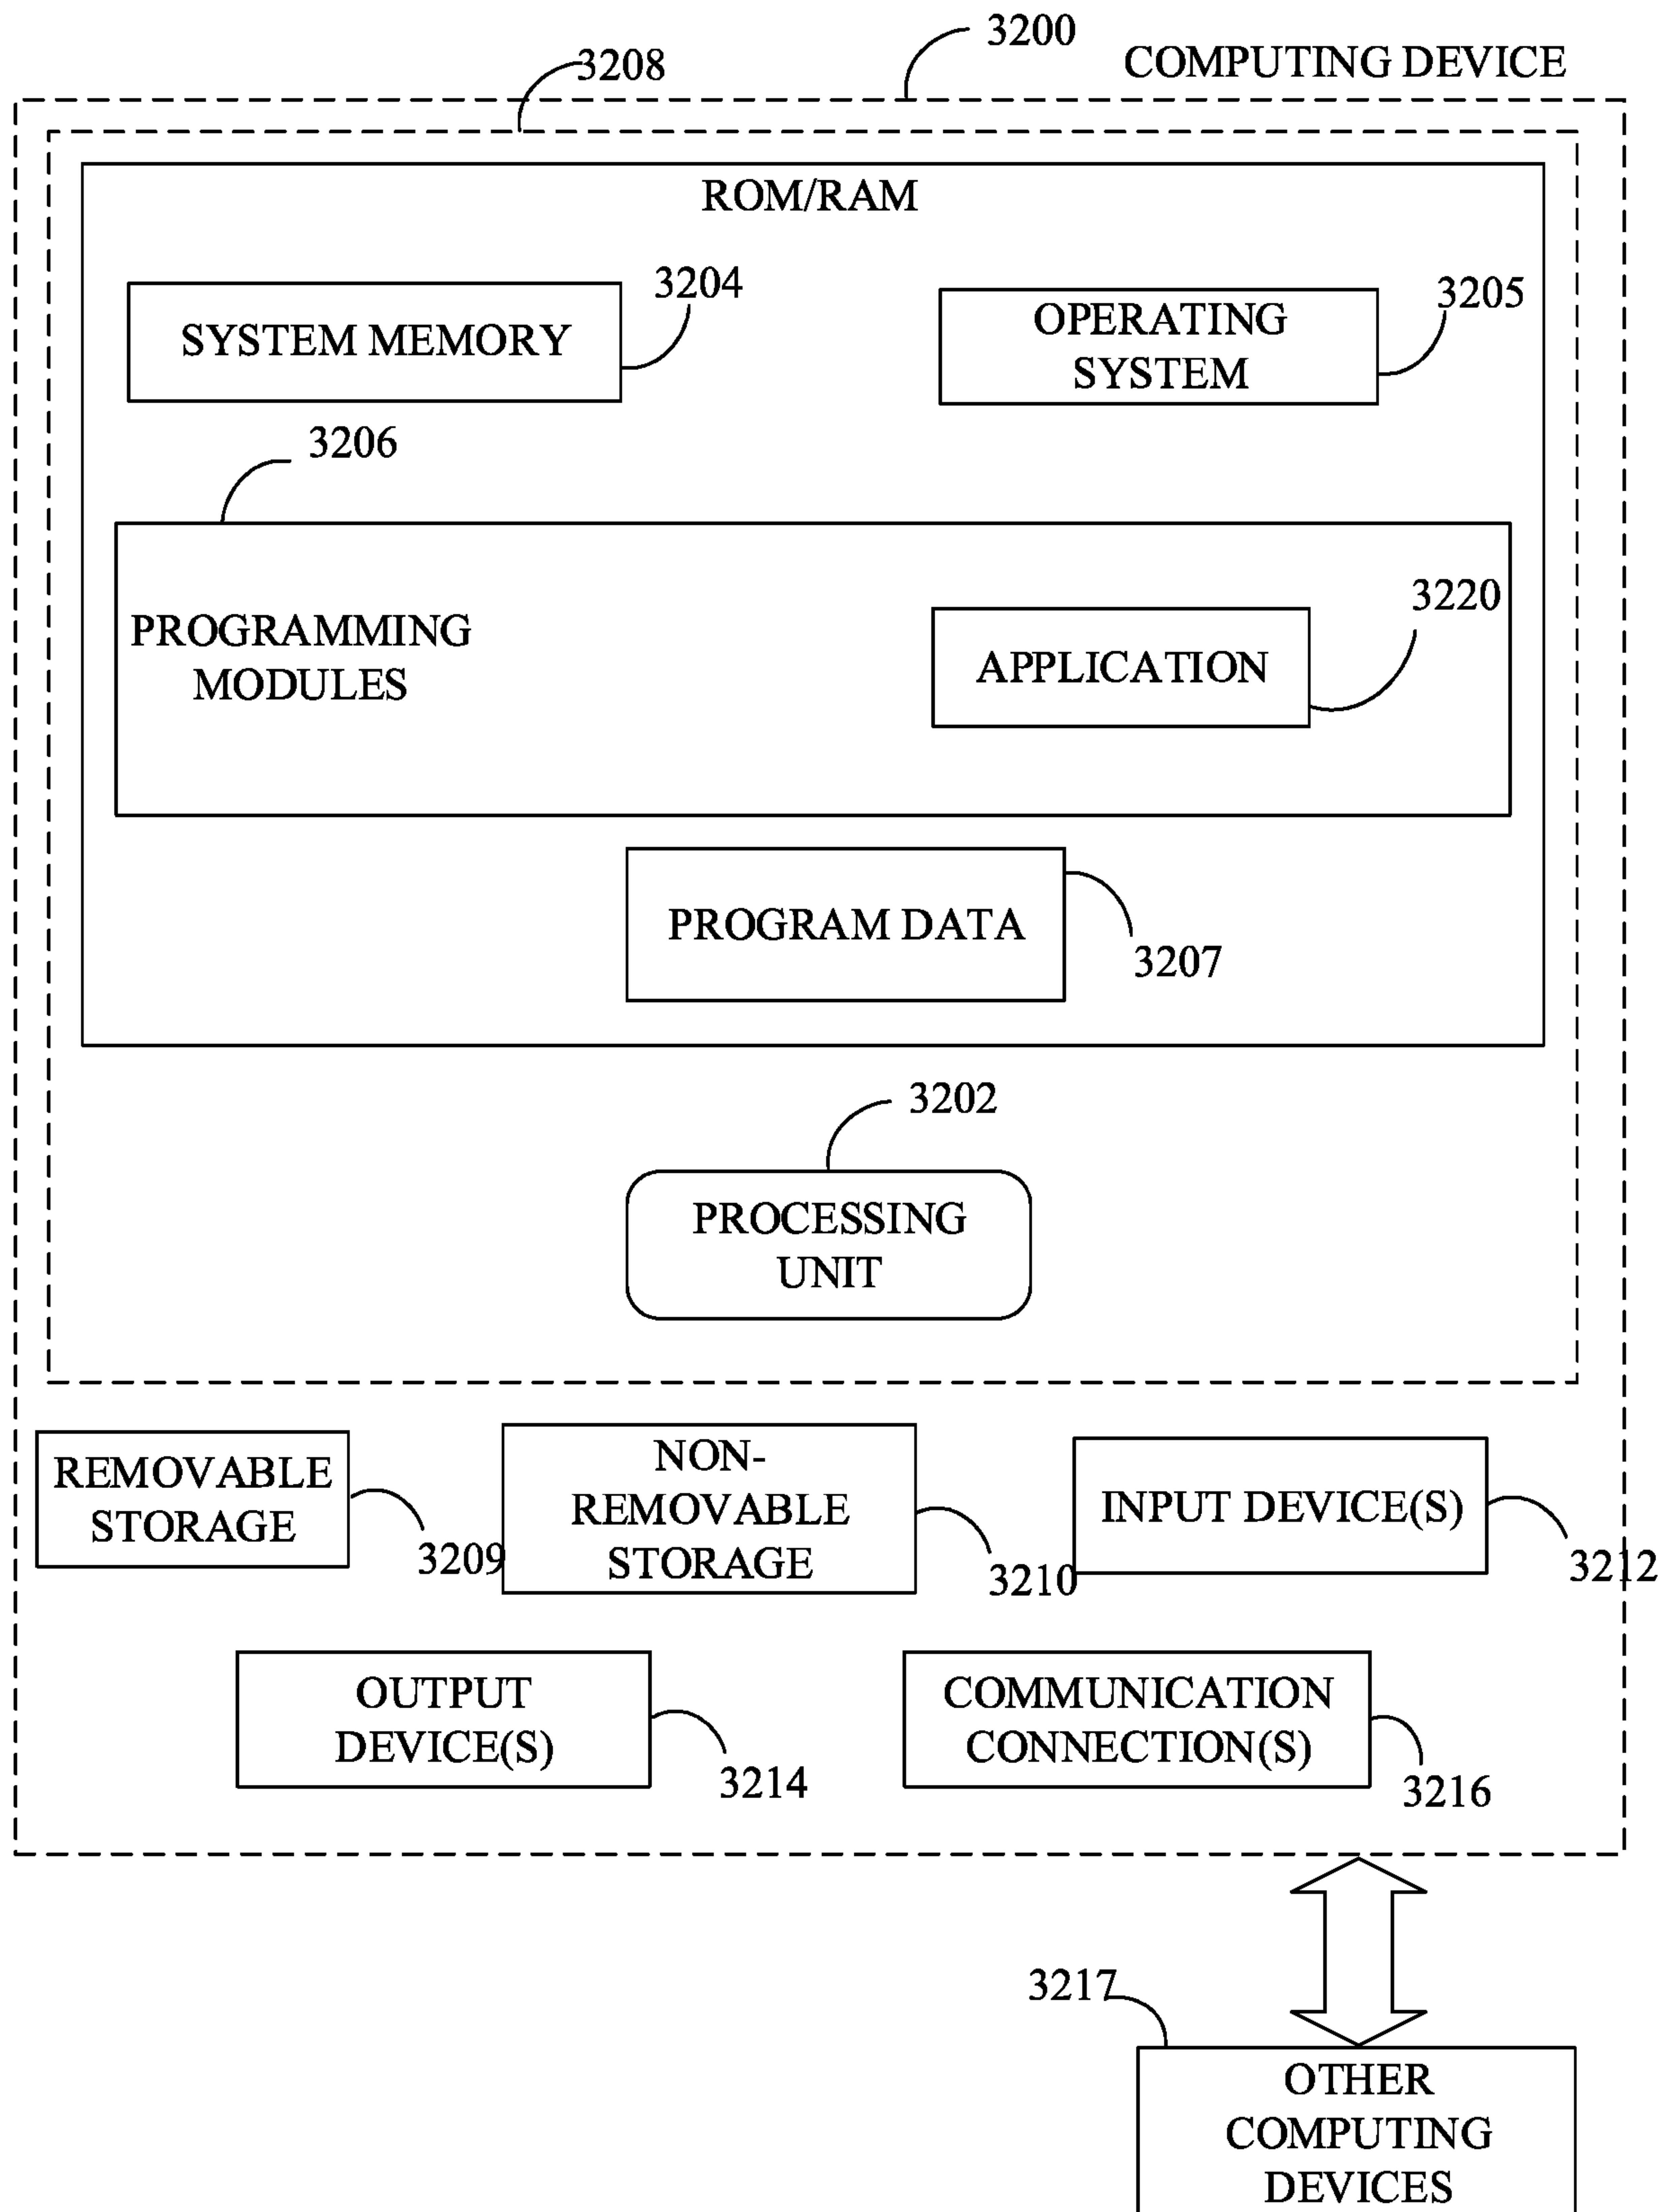 3200
COMPUTING DEVICE
3208
ROM/RAM
3204
SYSTEM MEMORY
OPERATING
SYSTEM
3205
3206
PROGRAMMING
MODULES
APPLICATION
3220
PROGRAM DATA
3207
3202
PROCESSING
UNIT
REMOVABLE
STORAGE
3209
NON-
REMOVABLE
STORAGE
3210
INPUT DEVICE(S)
3212
OUTPUT
DEVICE(S)
3214
COMMUNICATION
CONNECTION(S)
3216
3217
OTHER
COMPUTING
DEVICES